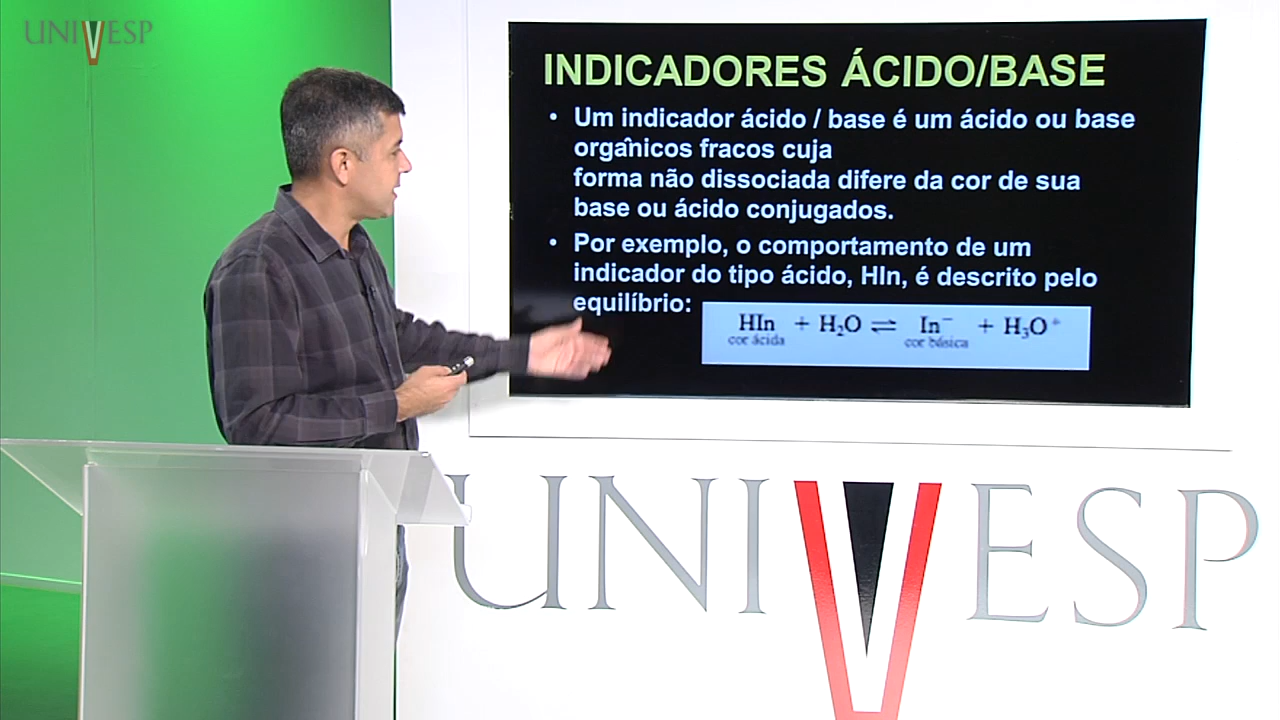 UNIVESP
INDICADORES ÁCIDO/BASE
• Um indicador ácido / base é um ácido ou base
orgânicos fracos cuja
forma não dissociada difere da cor de sua
base ou ácido conjugados.
• Por exemplo, o comportamento de um
indicador do tipo ácido, HIn, é descrito pelo
equilíbrio:
HIn + H₂O ⇌ In⁻ + H₃O⁺
cor ácida cor básica
UNIVESP